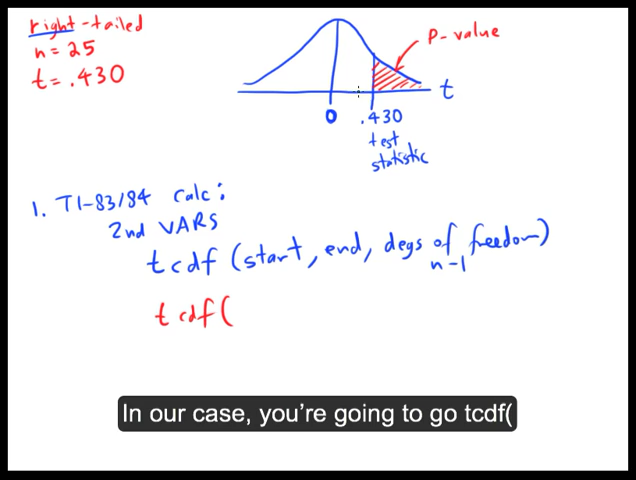 right-tailed
n = 25
t = .430
P-value
t
0
.430
test
statistic
1. TI-83/84 Calc:
2nd VARS
tcdf (start, end, degs of freedom)
n-1
tcdf(
In our case, you’re going to go tcdf(